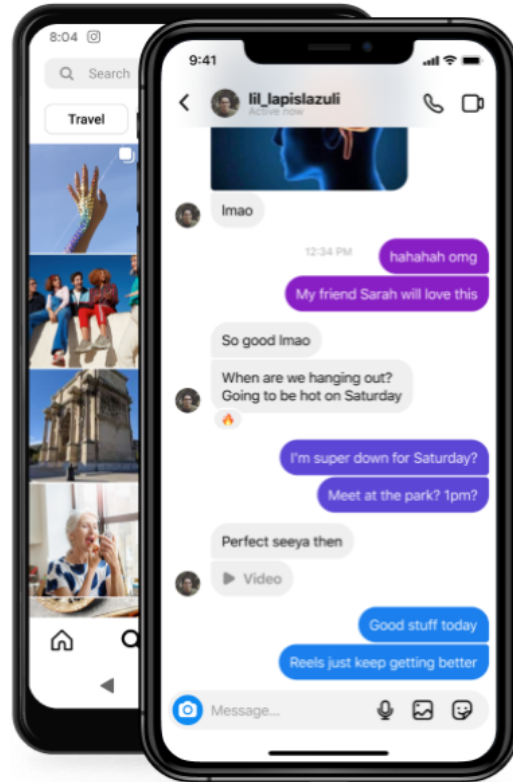 8:04
Search
Travel
9:41
lil_lapislazuli
Active now
lmao
12:34 PM
hahahah omg
My friend Sarah will love this
So good lmao
When are we hanging out?
Going to be hot on Saturday
I'm super down for Saturday?
Meet at the park? 1pm?
Perfect seeya then
Video
Good stuff today
Reels just keep getting better
Message...